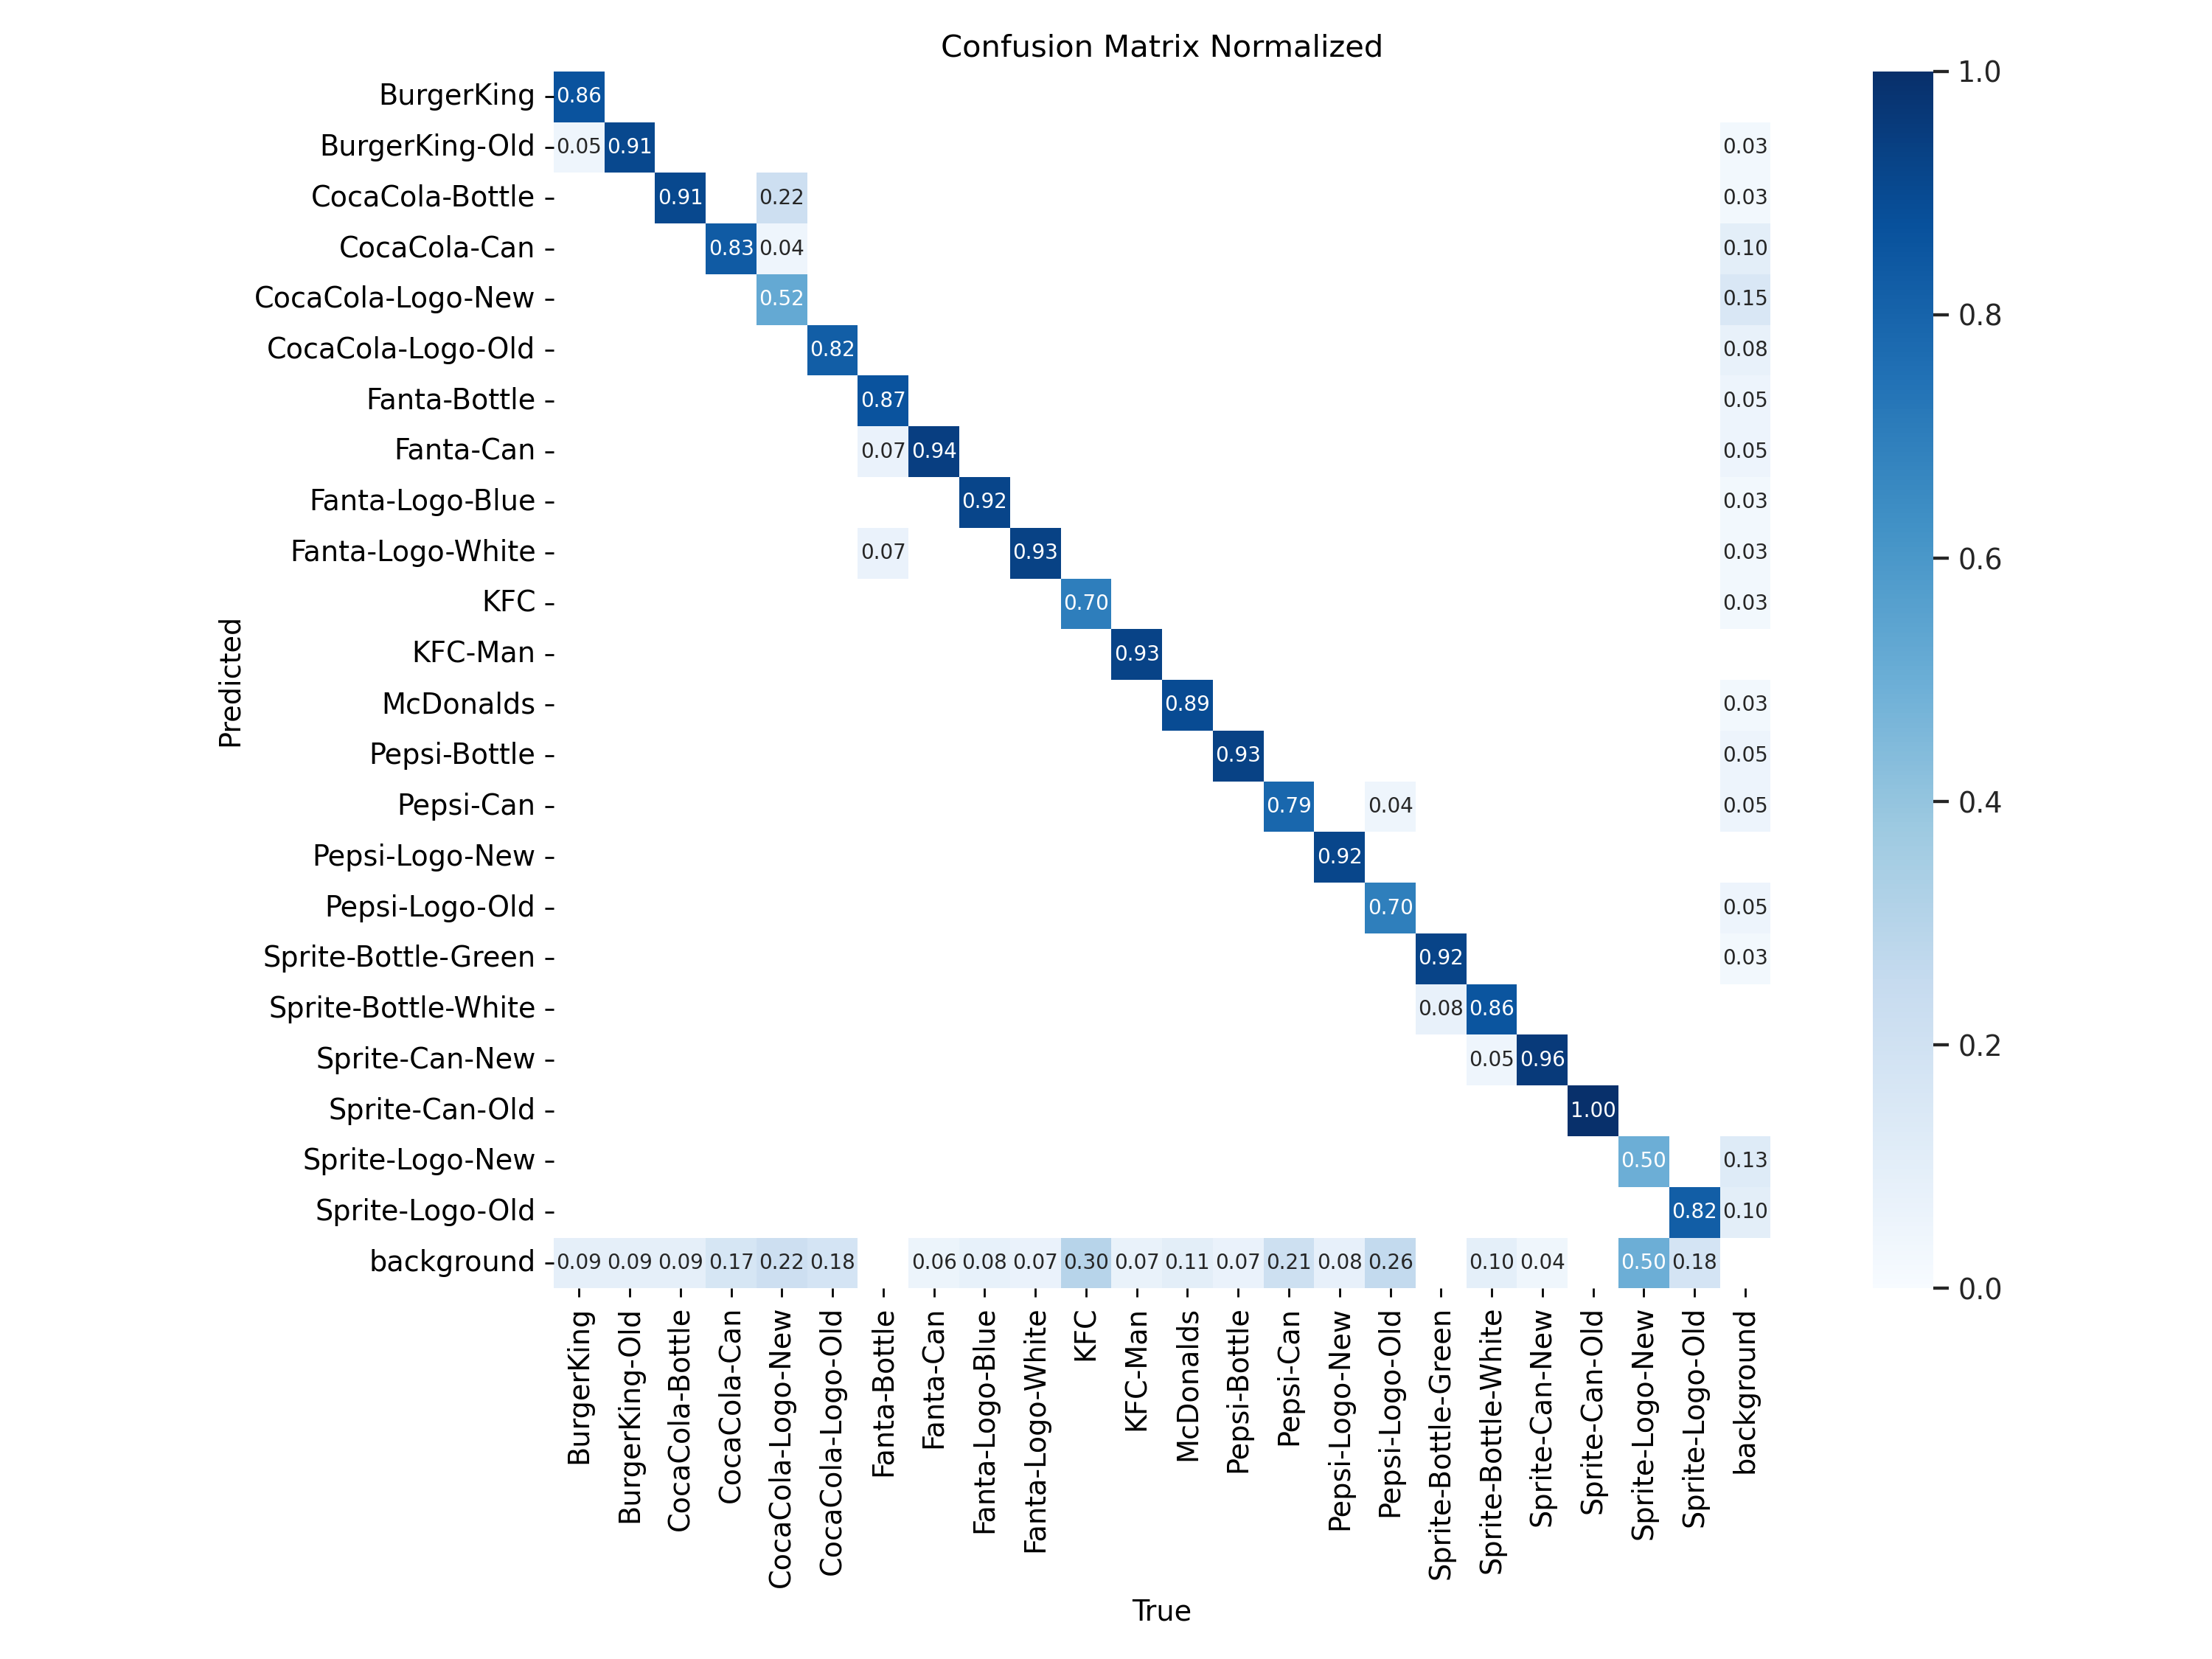 Confusion Matrix Normalized
BurgerKing 0.86
BurgerKing-Old 0.05 0.91 0.03
CocaCola-Bottle 0.91 0.22 0.03
CocaCola-Can 0.83 0.04 0.10
CocaCola-Logo-New 0.52 0.15
CocaCola-Logo-Old 0.82 0.08
Fanta-Bottle 0.87 0.05
Fanta-Can 0.07 0.94 0.05
Fanta-Logo-Blue 0.92 0.03
Fanta-Logo-White 0.07 0.93 0.03
KFC 0.70 0.03
KFC-Man 0.93
McDonalds 0.89 0.03
Pepsi-Bottle 0.93 0.05
Pepsi-Can 0.79 0.04 0.05
Pepsi-Logo-New 0.92
Pepsi-Logo-Old 0.70 0.05
Sprite-Bottle-Green 0.92 0.03
Sprite-Bottle-White 0.08 0.86
Sprite-Can-New 0.05 0.96
Sprite-Can-Old 1.00
Sprite-Logo-New 0.50 0.13
Sprite-Logo-Old 0.82 0.10
background 0.09 0.09 0.09 0.17 0.22 0.18 0.06 0.08 0.07 0.30 0.07 0.11 0.07 0.21 0.08 0.26 0.10 0.04 0.50 0.18
Predicted
BurgerKing
BurgerKing-Old
CocaCola-Bottle
CocaCola-Can
CocaCola-Logo-New
CocaCola-Logo-Old
Fanta-Bottle
Fanta-Can
Fanta-Logo-Blue
Fanta-Logo-White
KFC
KFC-Man
McDonalds
Pepsi-Bottle
Pepsi-Can
Pepsi-Logo-New
Pepsi-Logo-Old
Sprite-Bottle-Green
Sprite-Bottle-White
Sprite-Can-New
Sprite-Can-Old
Sprite-Logo-New
Sprite-Logo-Old
background
True
1.0
0.8
0.6
0.4
0.2
0.0